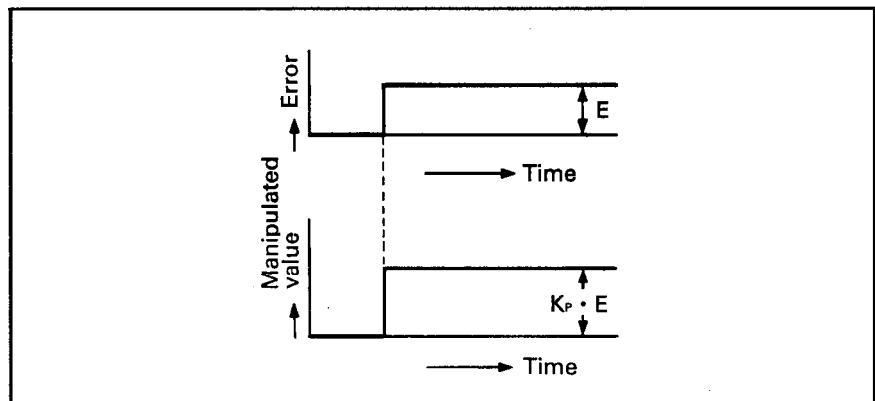 Error
E
Time
Manipulated
value
Kₚ · E
Time